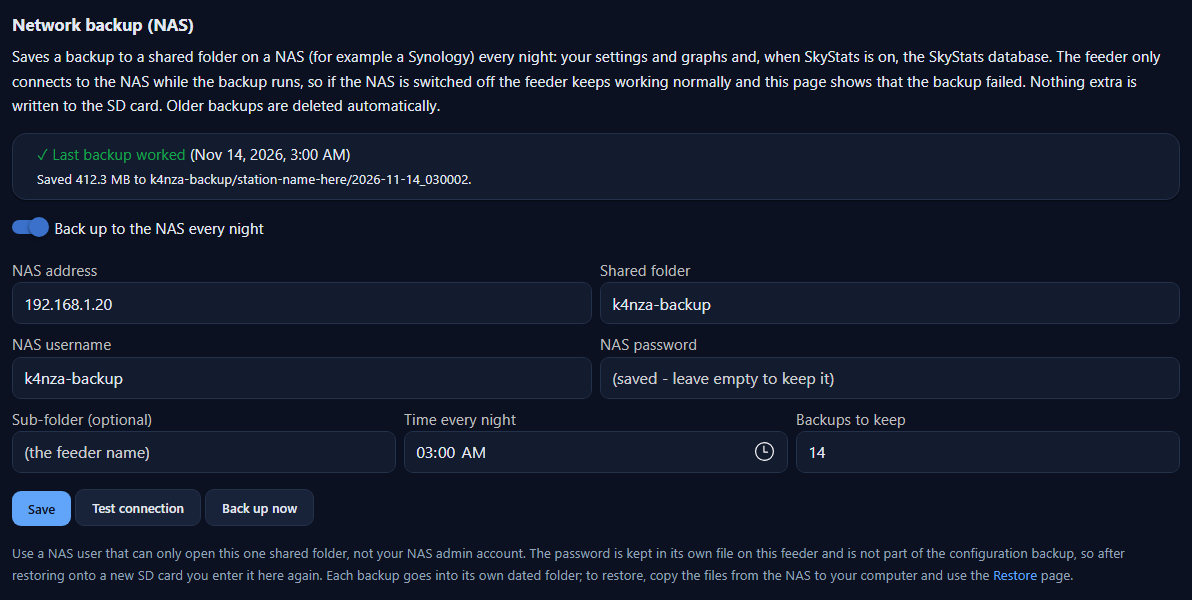 Network backup (NAS)
Saves a backup to a shared folder on a NAS (for example a Synology) every night: your settings and graphs and, when SkyStats is on, the SkyStats database. The feeder only
connects to the NAS while the backup runs, so if the NAS is switched off the feeder keeps working normally and this page shows that the backup failed. Nothing extra is
written to the SD card. Older backups are deleted automatically.
✓ Last backup worked (Nov 14, 2026, 3:00 AM)
Saved 412.3 MB to k4nza-backup/station-name-here/2026-11-14_030002.
Back up to the NAS every night
NAS address
Shared folder
192.168.1.20
k4nza-backup
NAS username
NAS password
k4nza-backup
(saved - leave empty to keep it)
Sub-folder (optional)
Time every night
Backups to keep
(the feeder name)
03:00 AM
14
Save
Test connection
Back up now
Use a NAS user that can only open this one shared folder, not your NAS admin account. The password is kept in its own file on this feeder and is not part of the configuration backup, so after
restoring onto a new SD card you enter it here again. Each backup goes into its own dated folder; to restore, copy the files from the NAS to your computer and use the Restore page.